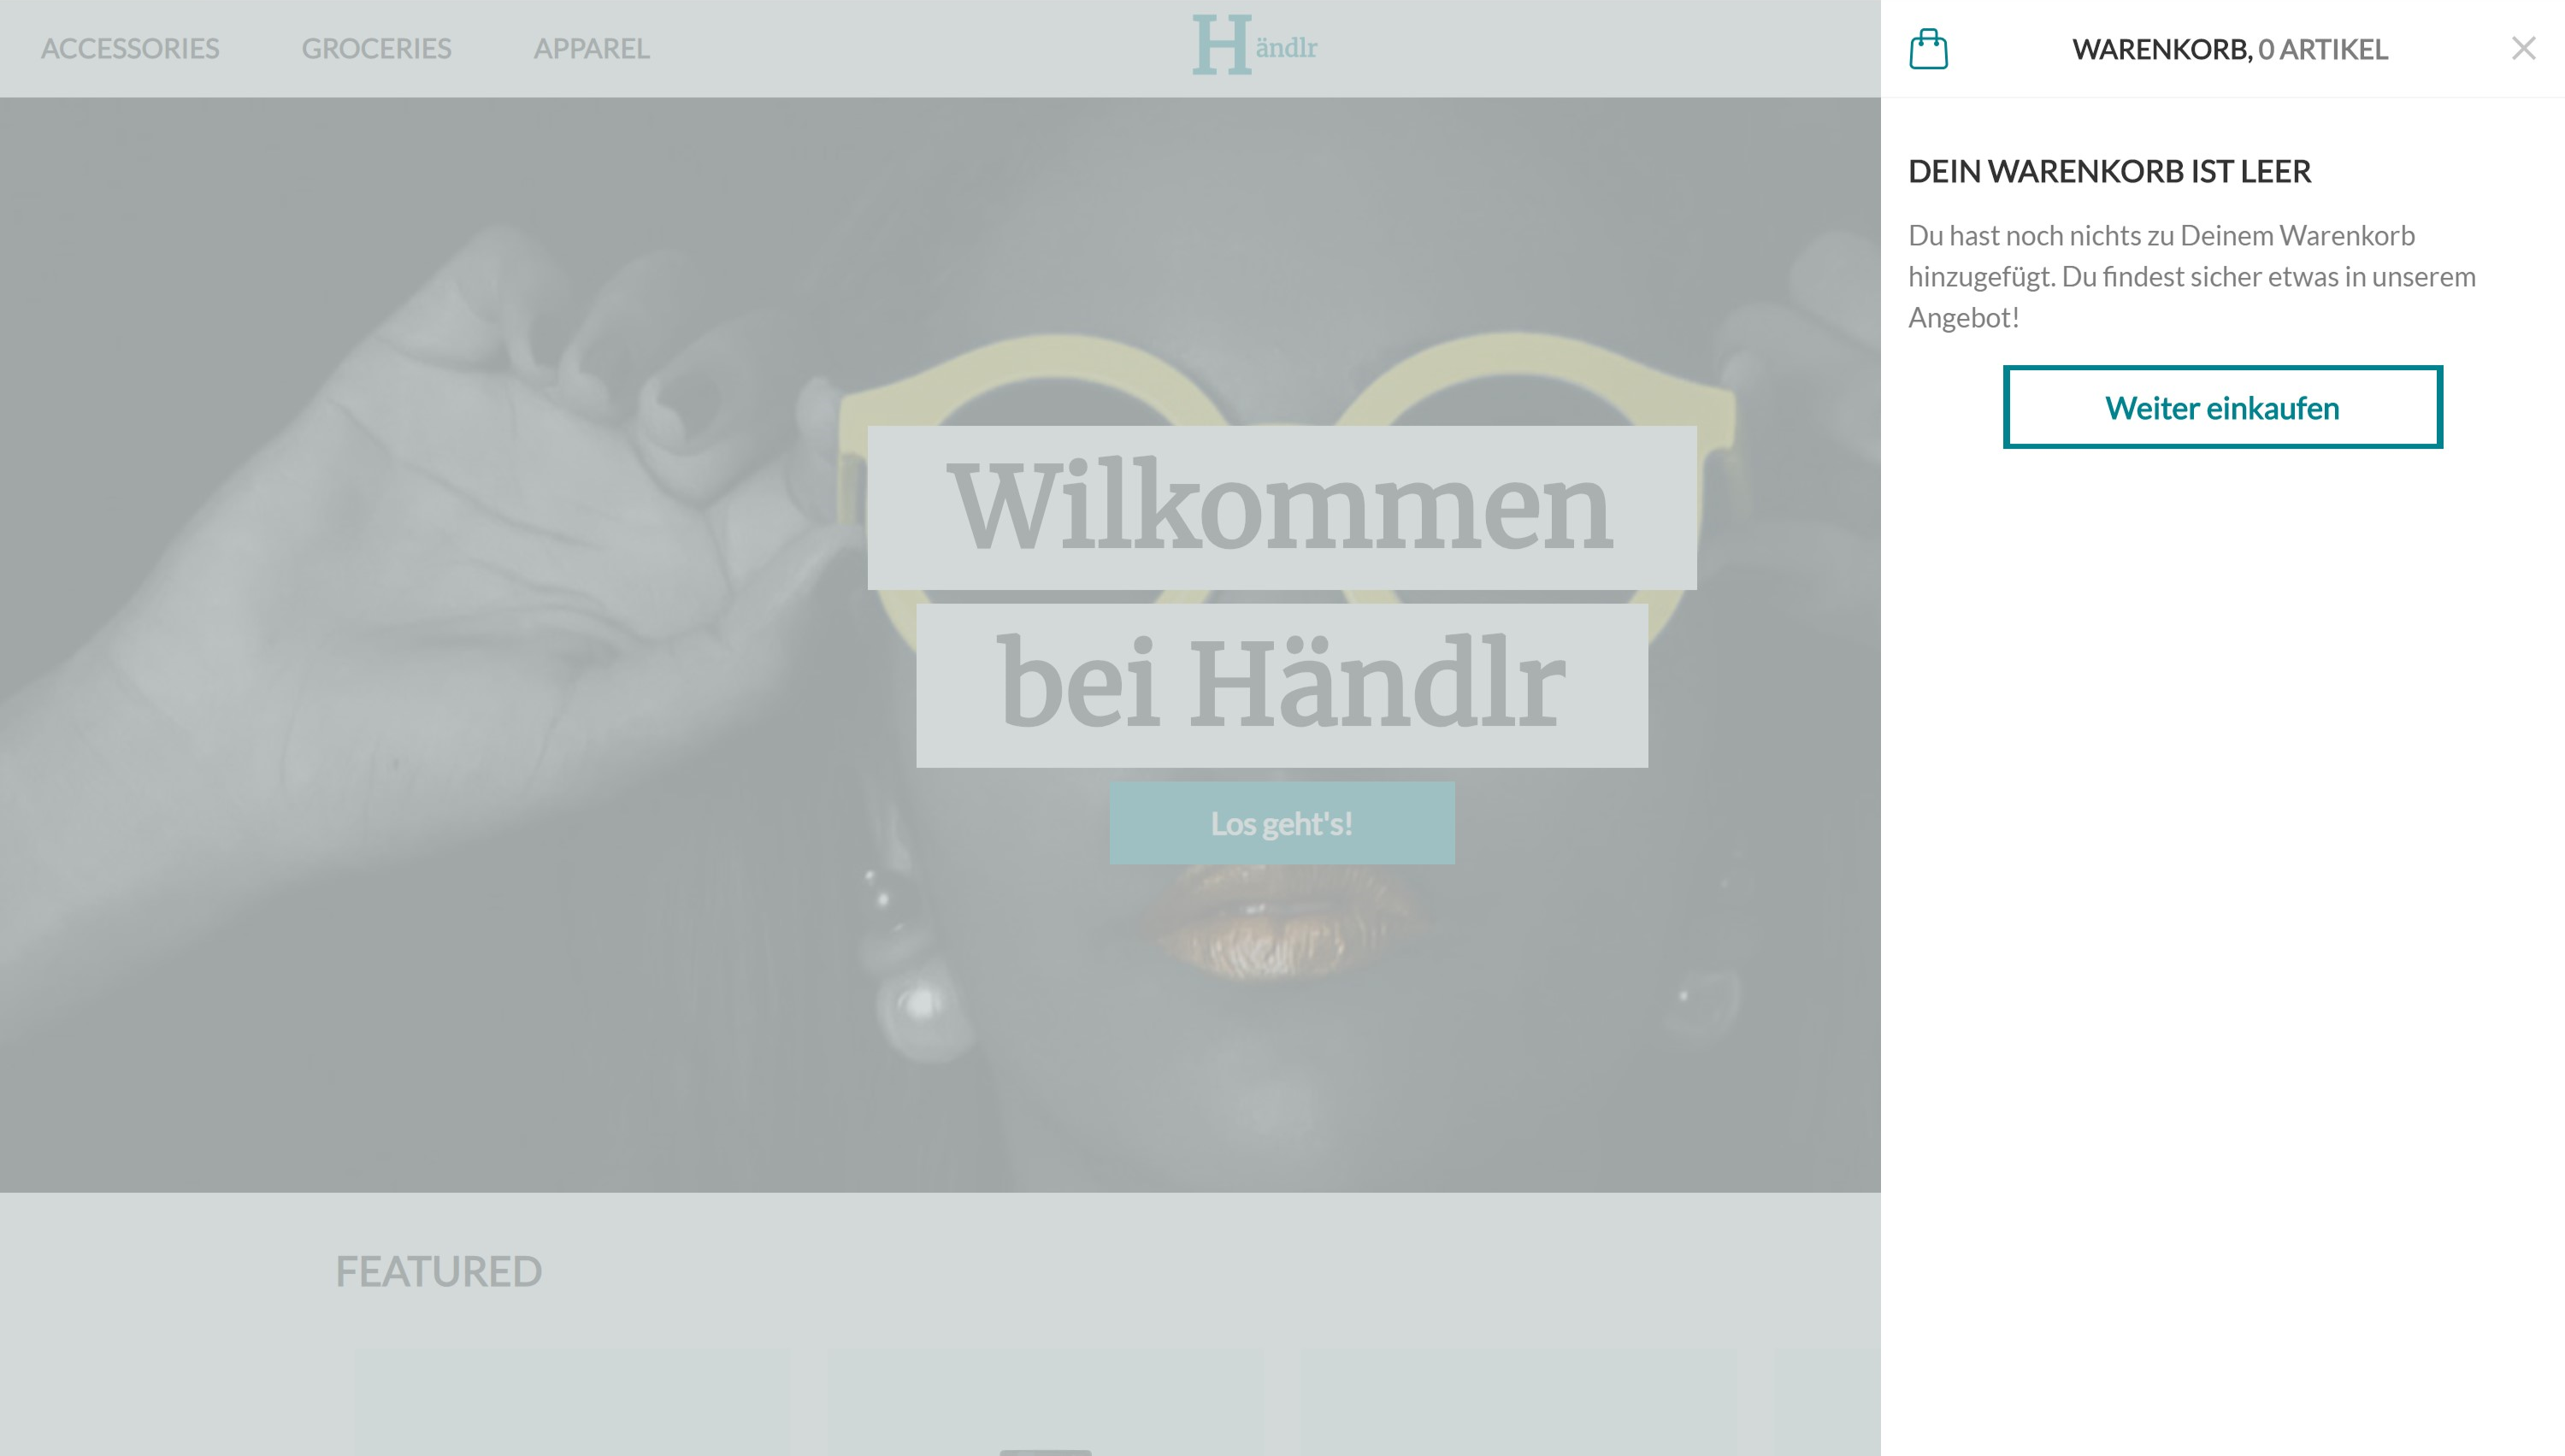 ACCESSORIES GROCERIES APPAREL
Händlr
WARENKORB, 0 ARTIKEL
DEIN WARENKORB IST LEER
Du hast noch nichts zu Deinem Warenkorb
hinzugefügt. Du findest sicher etwas in unserem
Angebot!
Weiter einkaufen
Wilkommen
bei Händlr
Los geht's!
FEATURED